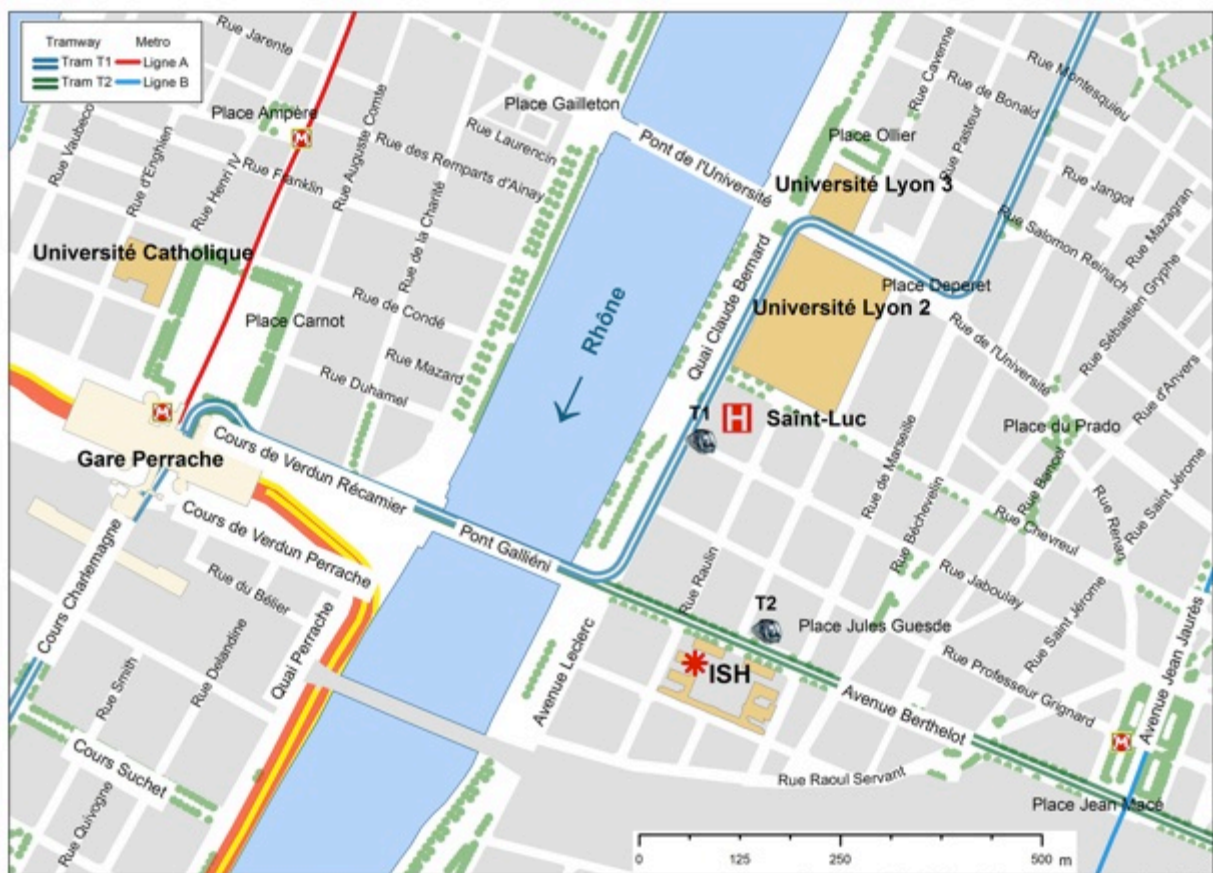 Tramway Metro
Tram T1 Ligne A
Tram T2 Ligne B
Rue Jarente
Place Ampère
Rue Vaubeco
Rue d'Enghien
Rue Henri IV
Rue Franklin
Rue Auguste Comte
Rue des Remparts d'Ainay
Rue Laurencin
Place Gailleton
Rue de la Charité
Pont de l'Université
Rue Cavenne
Rue de Bonald
Rue Montesquieu
Place Ollier
Rue Pasteur
Rue Jangot
Rue Mazagran
Université Lyon 3
Rue Salomon Reinach
Rue Sébastien Gryphe
Université Catholique
Place Carnot
Rue de Condé
Rue Mazard
Rue Duhamel
Rhône
Quai Claude Bernard
Place Deperet
Université Lyon 2
Rue de l'Université
Rue d'Anvers
T1
H
Saint-Luc
Place du Prado
M
M
Gare Perrache
Cours de Verdun Récamier
Cours de Verdun Perrache
Pont Galliéni
Rue de Marseille
Rue Béchevelin
Rue Bancel
Rue Chevreul
Rue Renan
Rue Saint Jérome
Rue Jaboulay
Rue Saint Jérome
Cours Charlemagne
Rue du Bélier
Rue Delandine
Rue Smith
Quai Perrache
Avenue Leclerc
Rue Raulin
T2
Place Jules Guesde
ISH
Rue Professeur Grignard
Avenue Jean Jaurès
Avenue Berthelot
M
Cours Suchet
Rue Quivogne
Rue Raoul Servant
Place Jean Macé
0 125 250 500 m